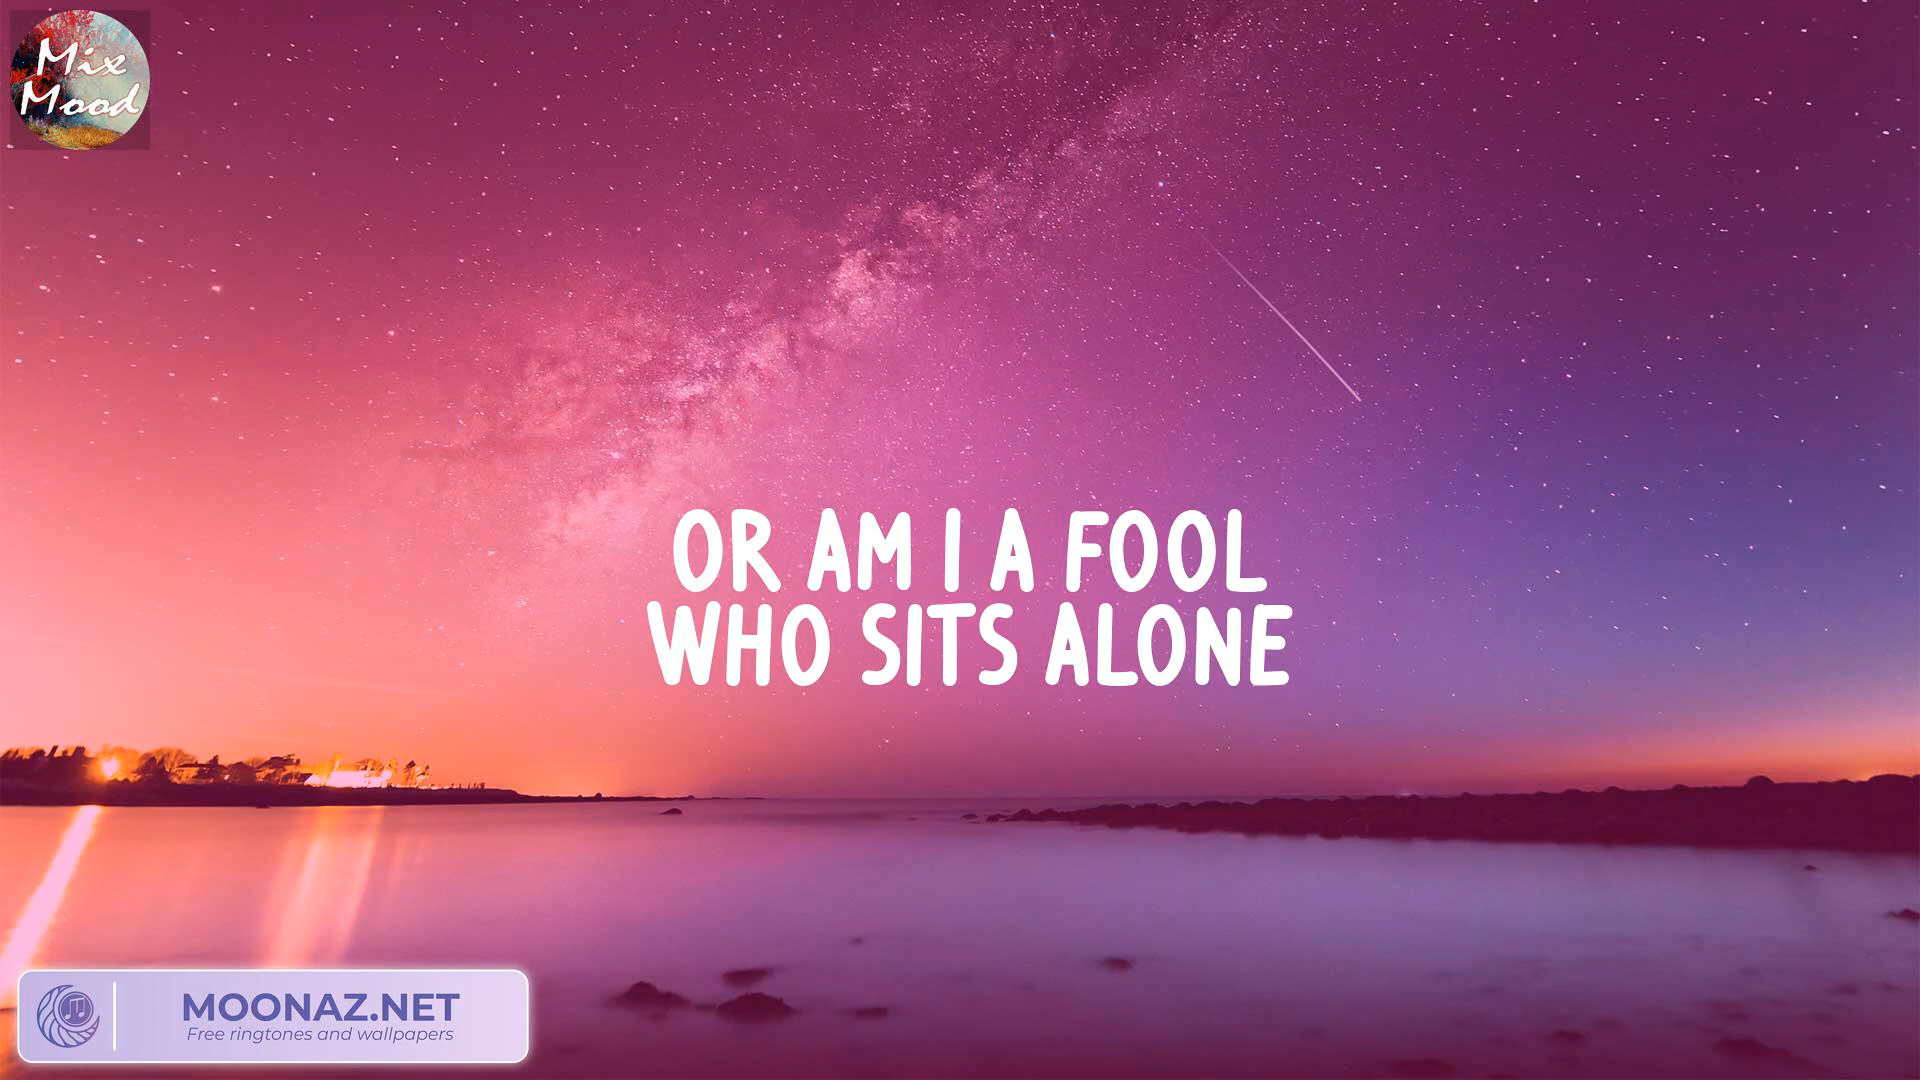 Mix
Mood
OR AM I A FOOL
WHO SITS ALONE
MOONAZ.NET
Free ringtones and wallpapers